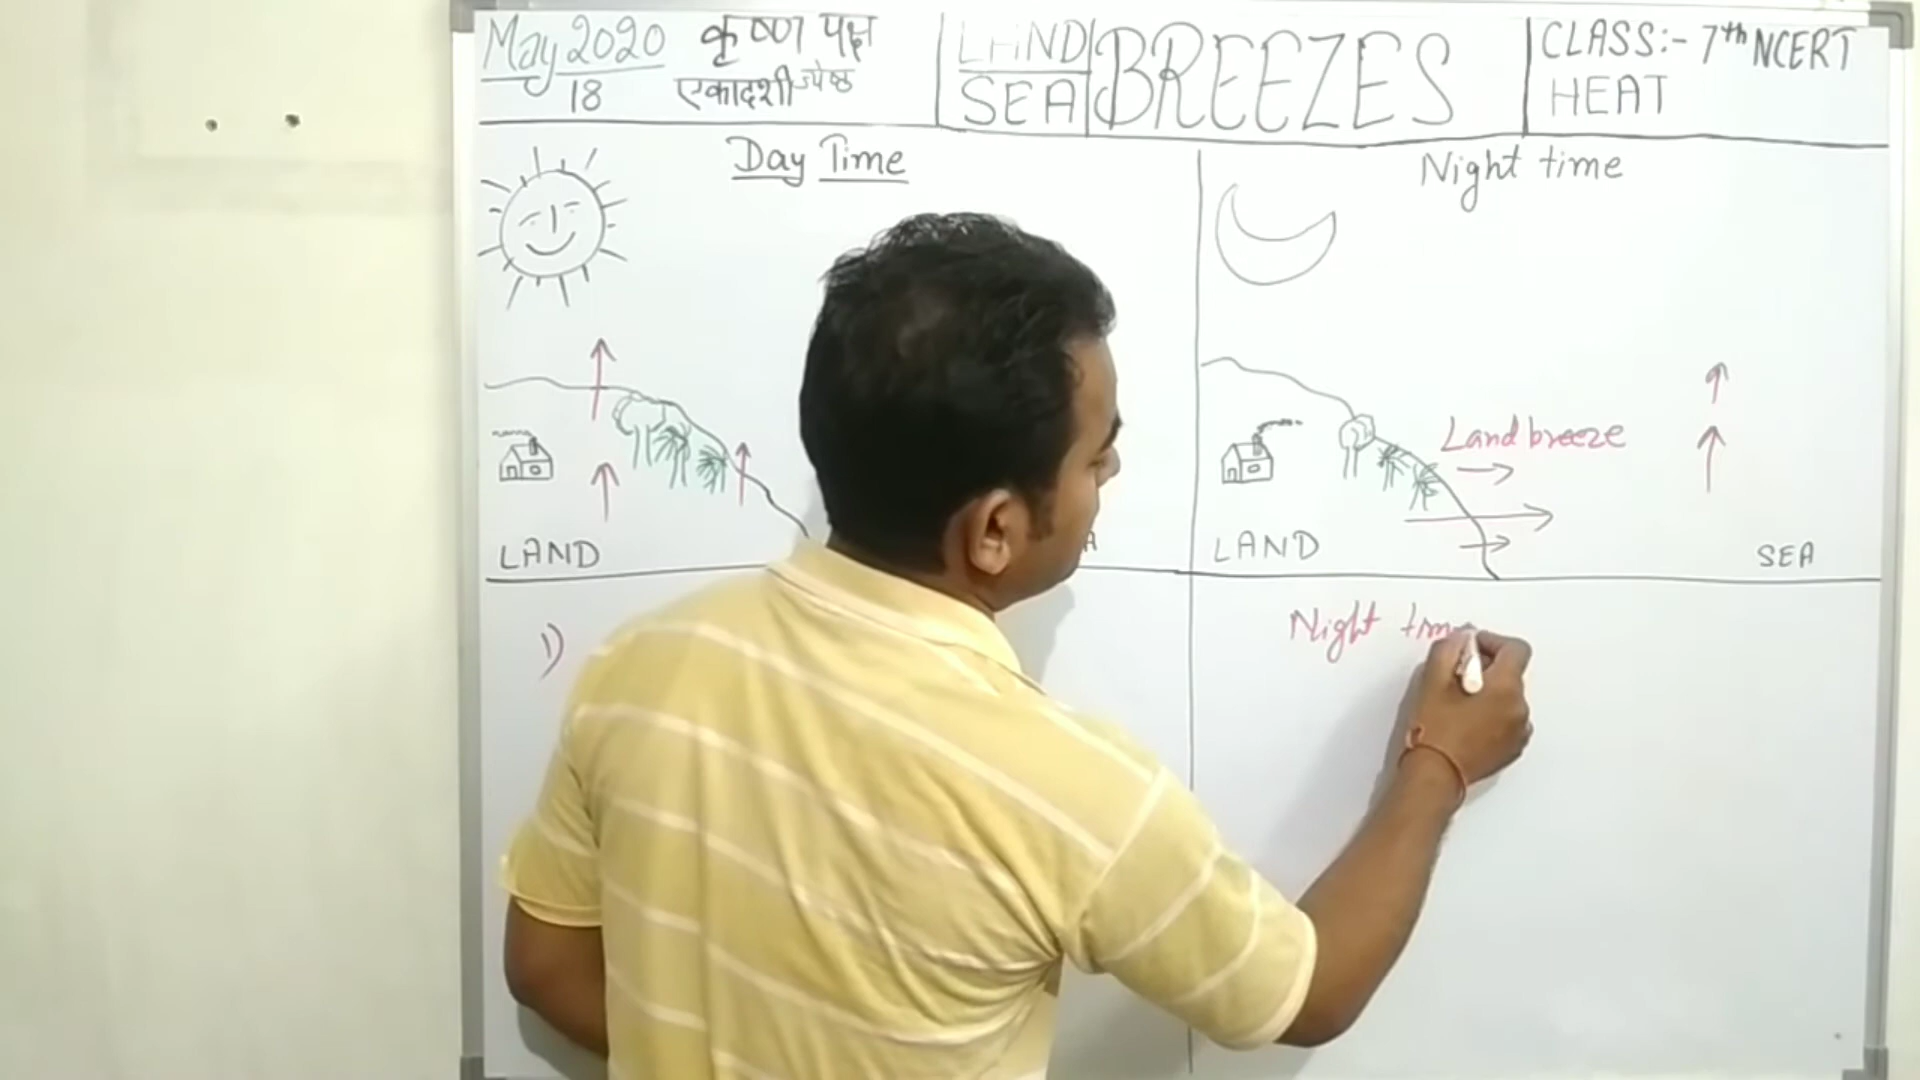 May 2020
18
कृष्ण पक्ष
एकादशी ज्येष्ठ
LAND
SEA
BREEZES
CLASS:- 7th NCERT
HEAT
Day Time
LAND
Night time
Land breeze
LAND
SEA
1)
Night time